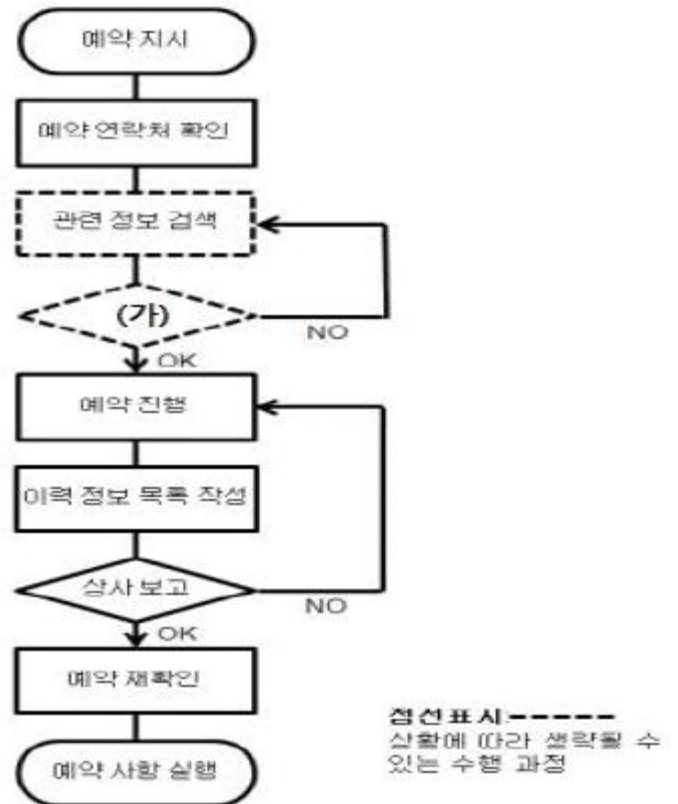 예약 지시
예약 연락처 확인
관련 정보 검색
(가)
NO
OK
예약 진행
이력 정보 목록 작성
상사 보고
NO
OK
예약 재확인
예약 사항 실행
점선표시-----
상황에 따라 생략될 수
있는 수행 과정